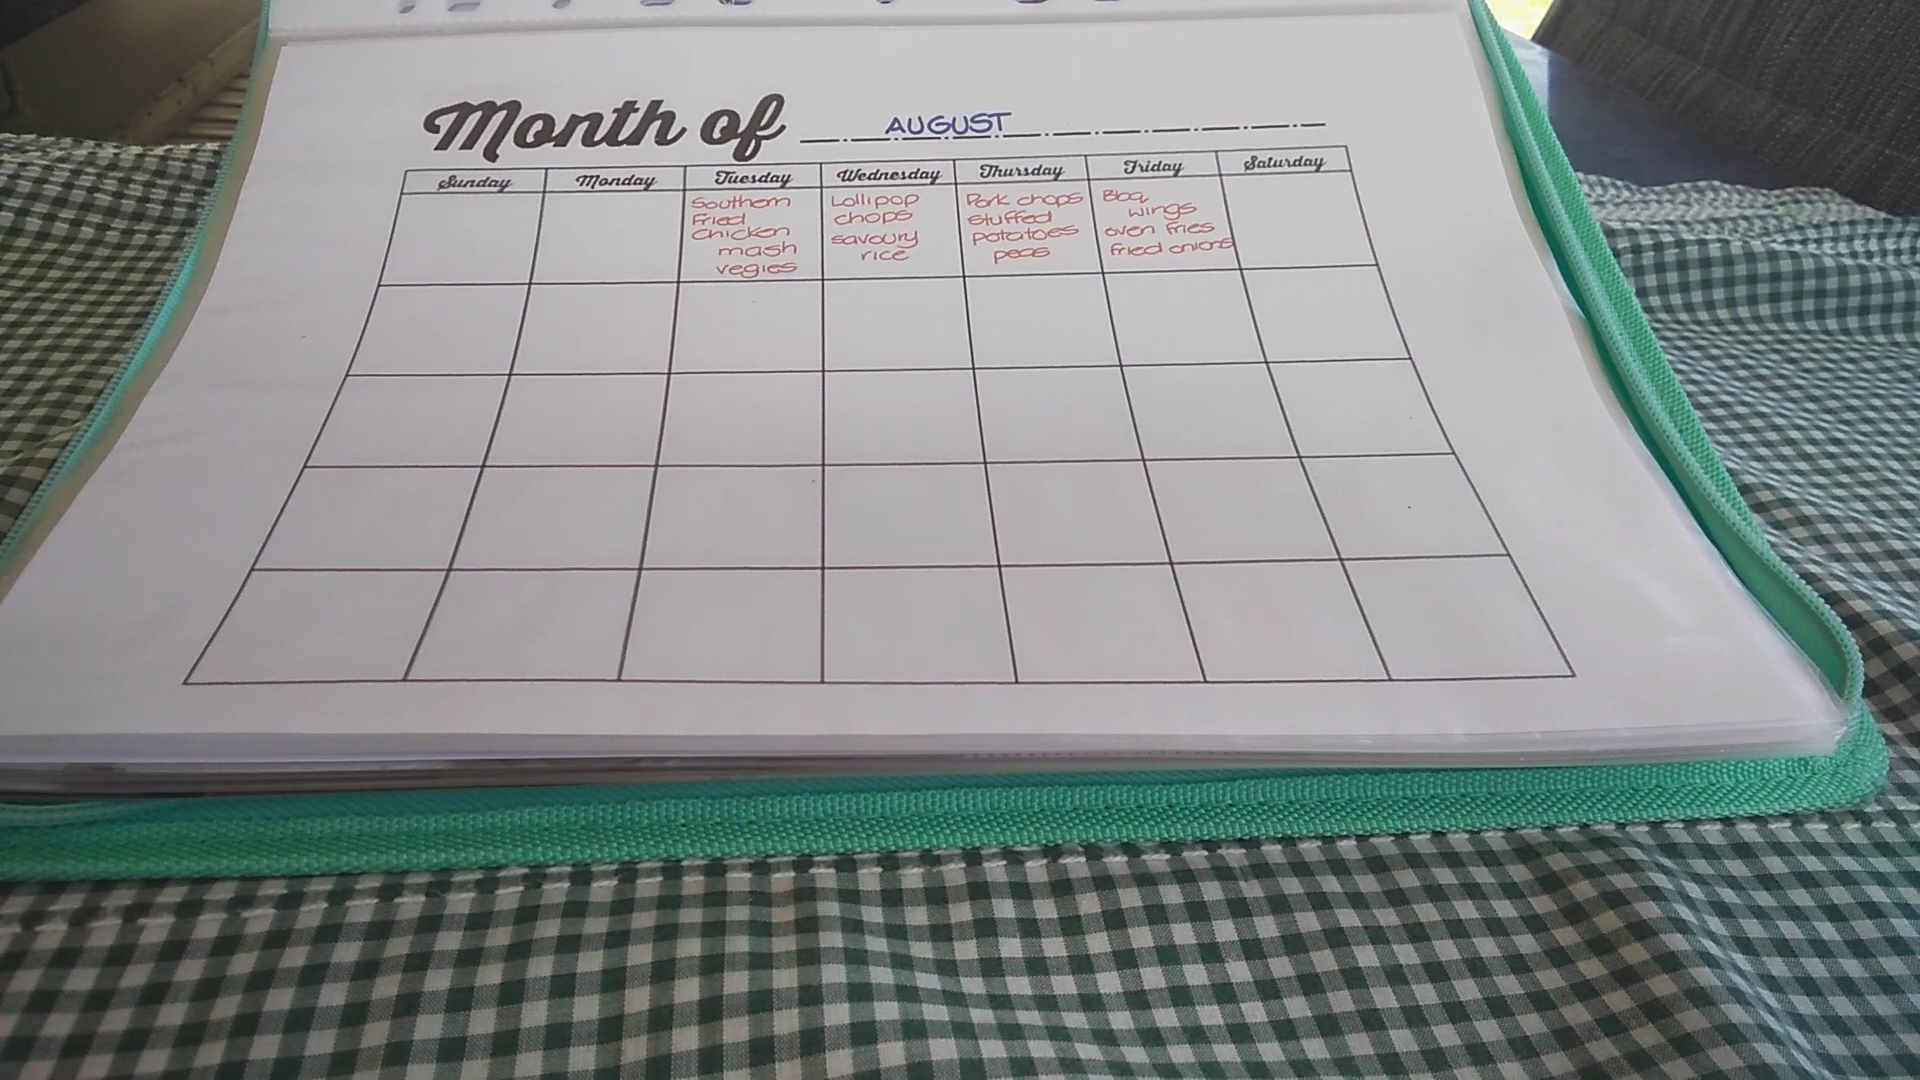 Month of AUGUST
Sunday Monday Tuesday Wednesday Thursday Friday Saturday
Southern
Fried
Chicken
mash
vegies
Lollipop
chops
savoury
rice
Pork chops
stuffed
potatoes
peas
Bbq
wings
oven fries
fried onions